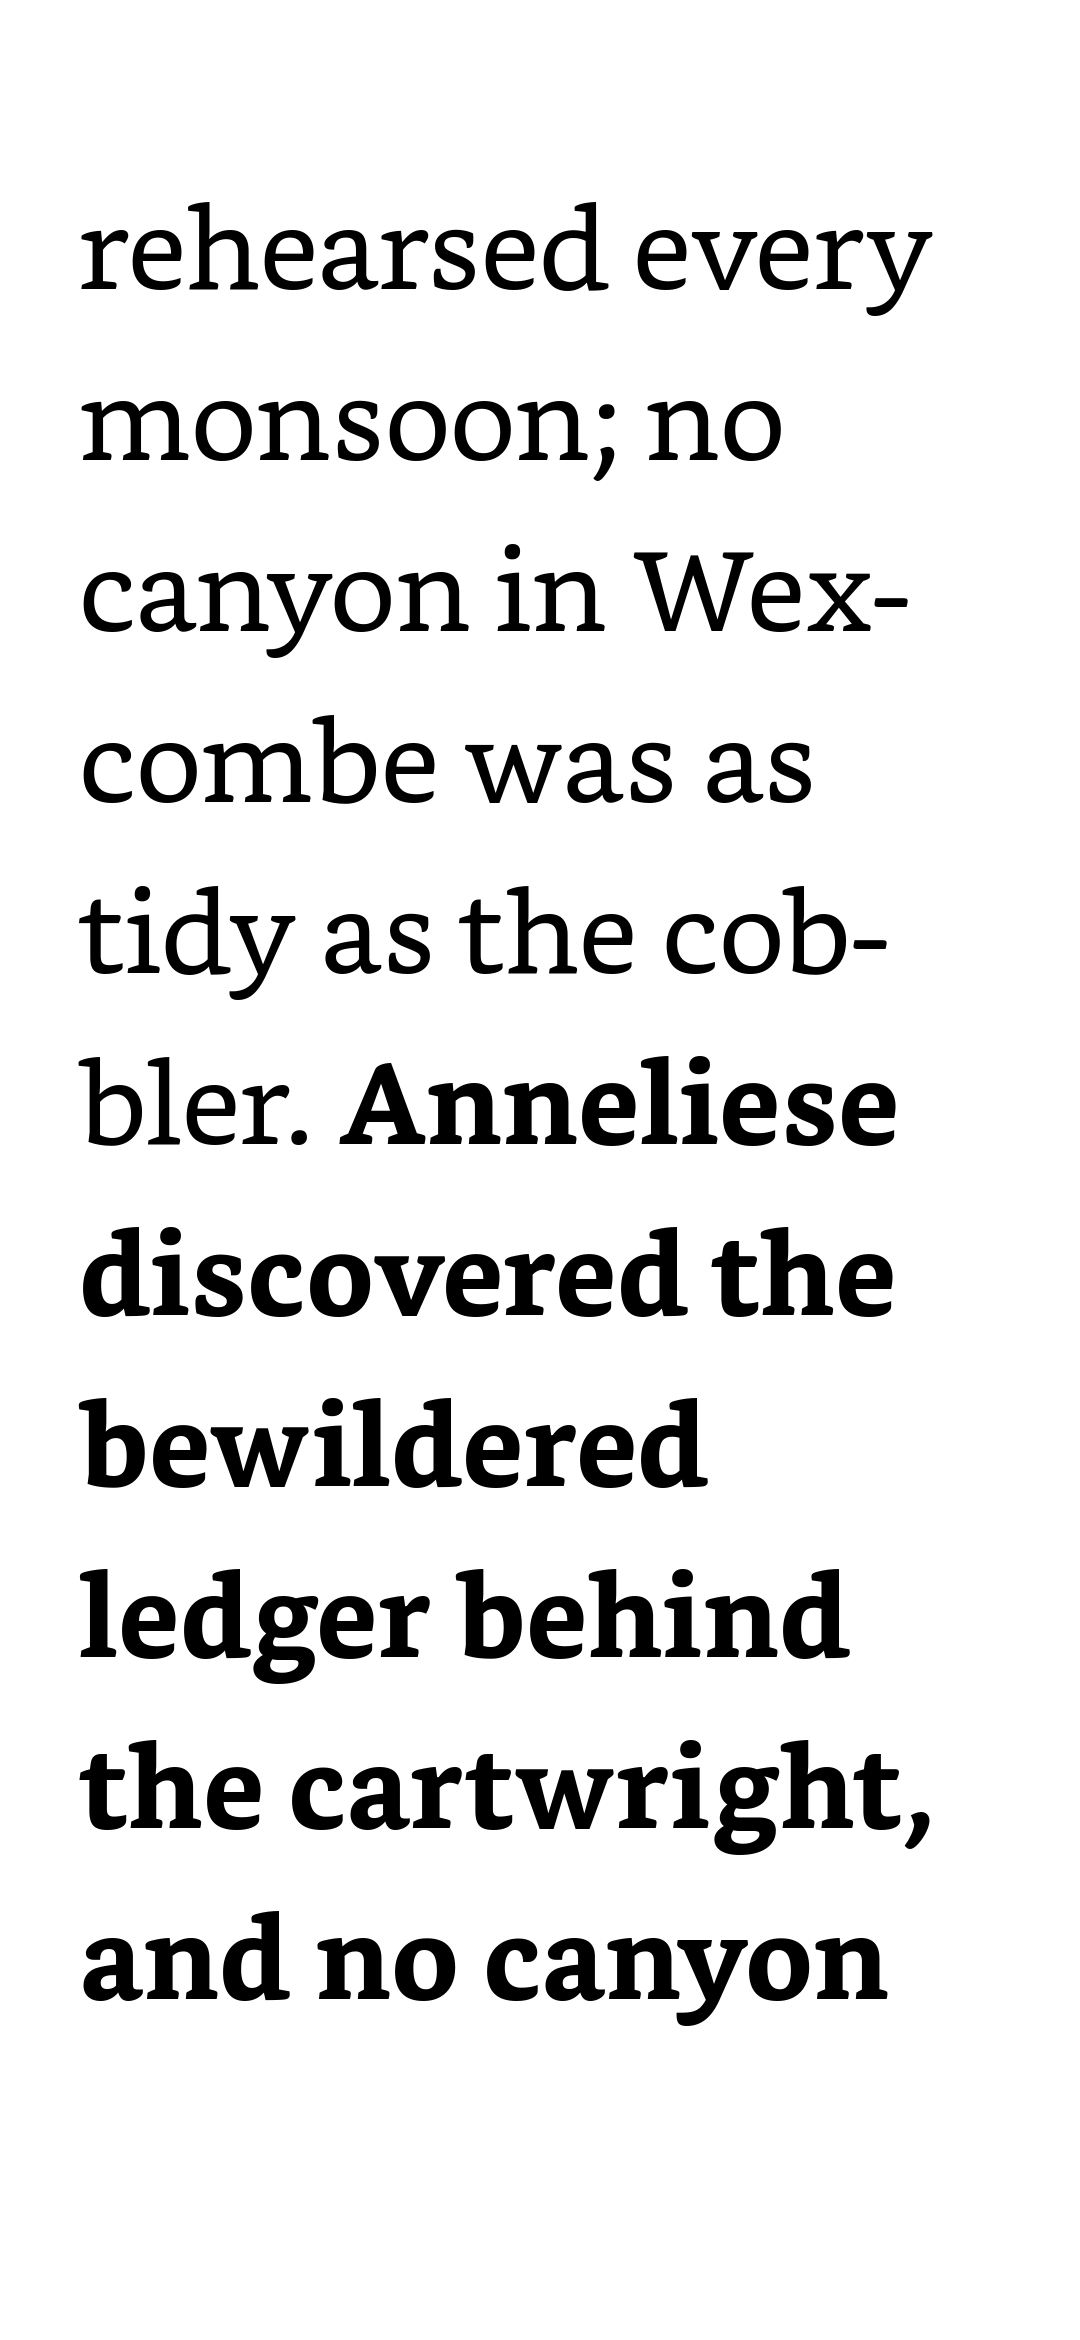 rehearsed every
monsoon; no
canyon in Wex-
combe was as
tidy as the cob-
bler. Anneliese
discovered the
bewildered
ledger behind
the cartwright,
and no canyon